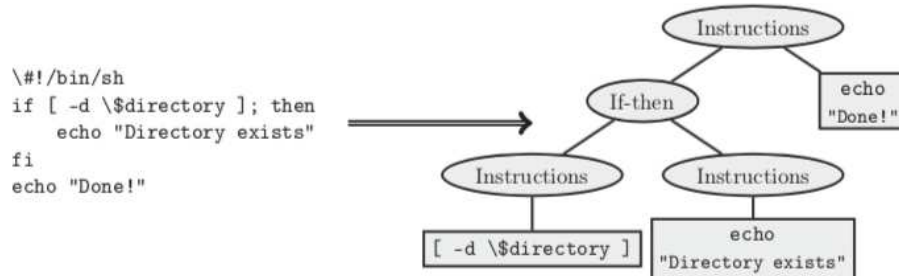 \#!/bin/sh
if [ -d \$directory ]; then
    echo "Directory exists"
fi
echo "Done!"
Instructions
If-then
echo
"Done!"
Instructions
Instructions
[ -d \$directory ]
echo
"Directory exists"